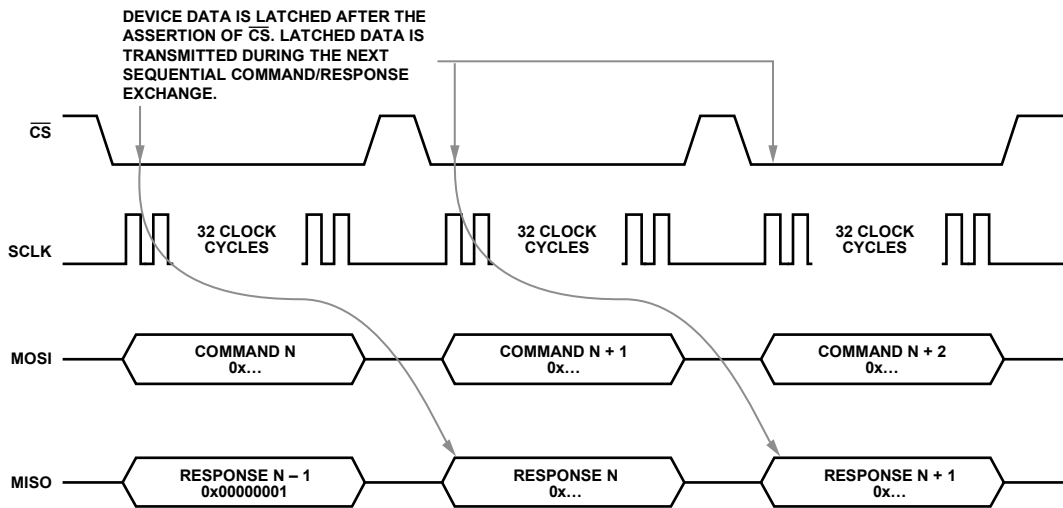 DEVICE DATA IS LATCHED AFTER THE
ASSERTION OF CS. LATCHED DATA IS
TRANSMITTED DURING THE NEXT
SEQUENTIAL COMMAND/RESPONSE
EXCHANGE.
CS
SCLK
32 CLOCK
CYCLES
32 CLOCK
CYCLES
32 CLOCK
CYCLES
MOSI
COMMAND N
0x…
COMMAND N + 1
0x…
COMMAND N + 2
0x…
MISO
RESPONSE N – 1
0x00000001
RESPONSE N
0x…
RESPONSE N + 1
0x…